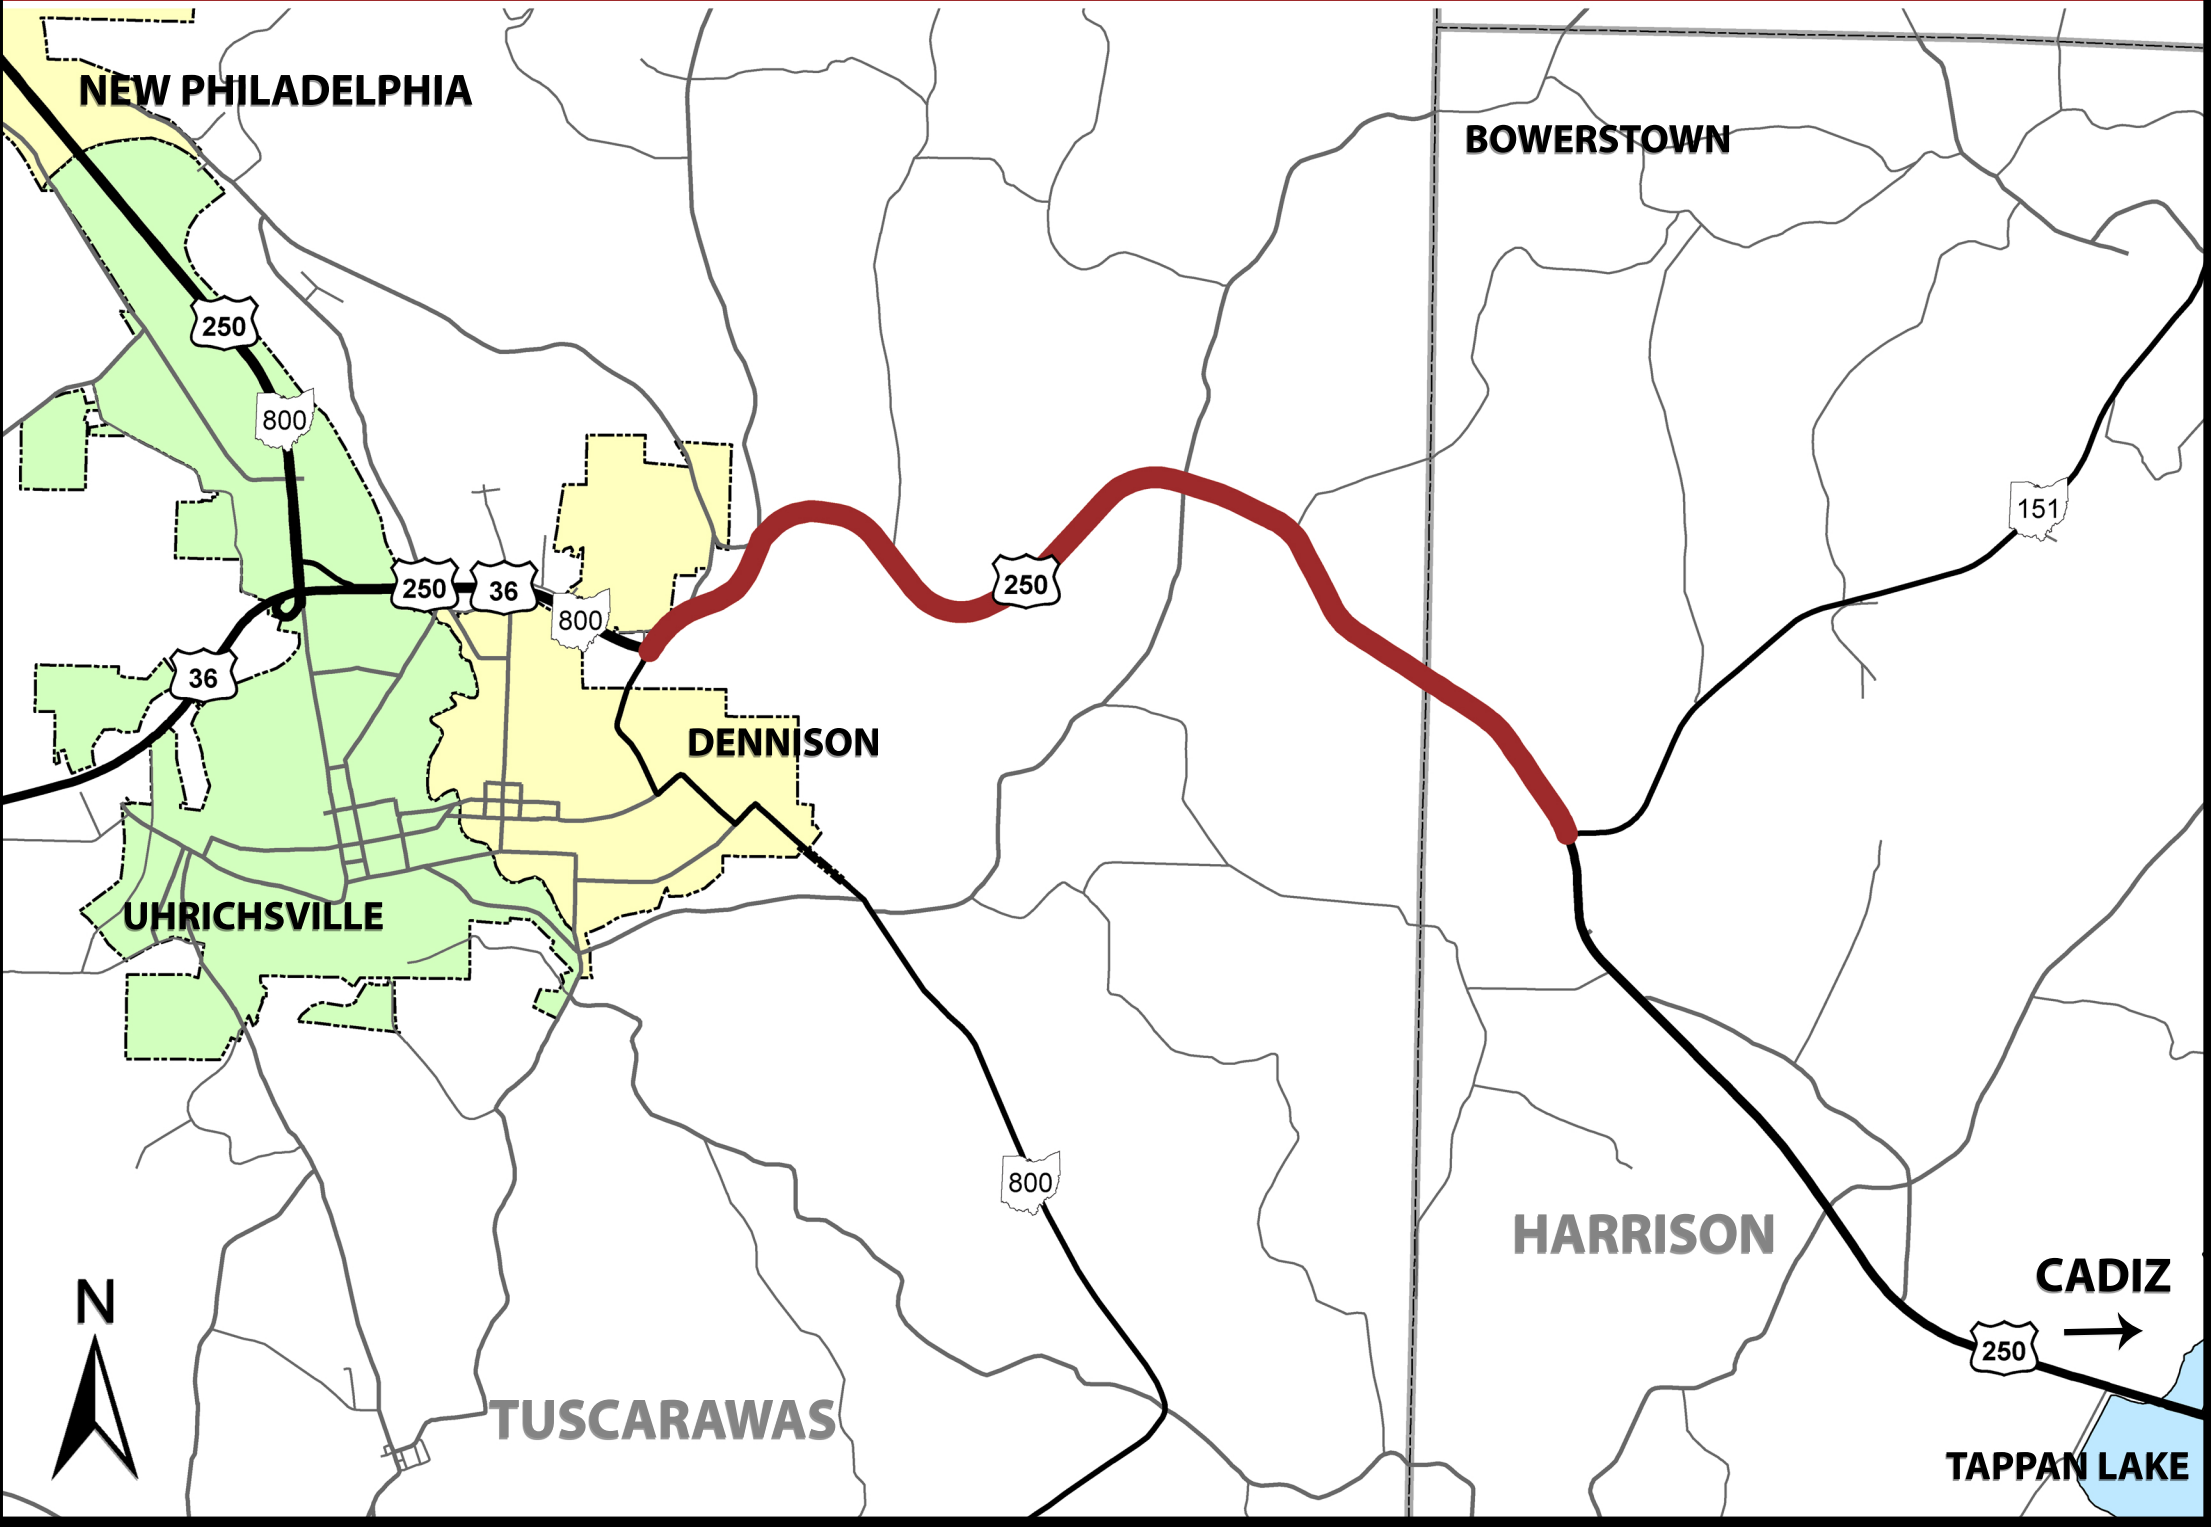 NEW PHILADELPHIA
BOWERSTOWN
250
800
151
250
36
250
800
36
DENNISON
UHRICHSVILLE
800
HARRISON
CADIZ
N
250
TUSCARAWAS
TAPPAN LAKE